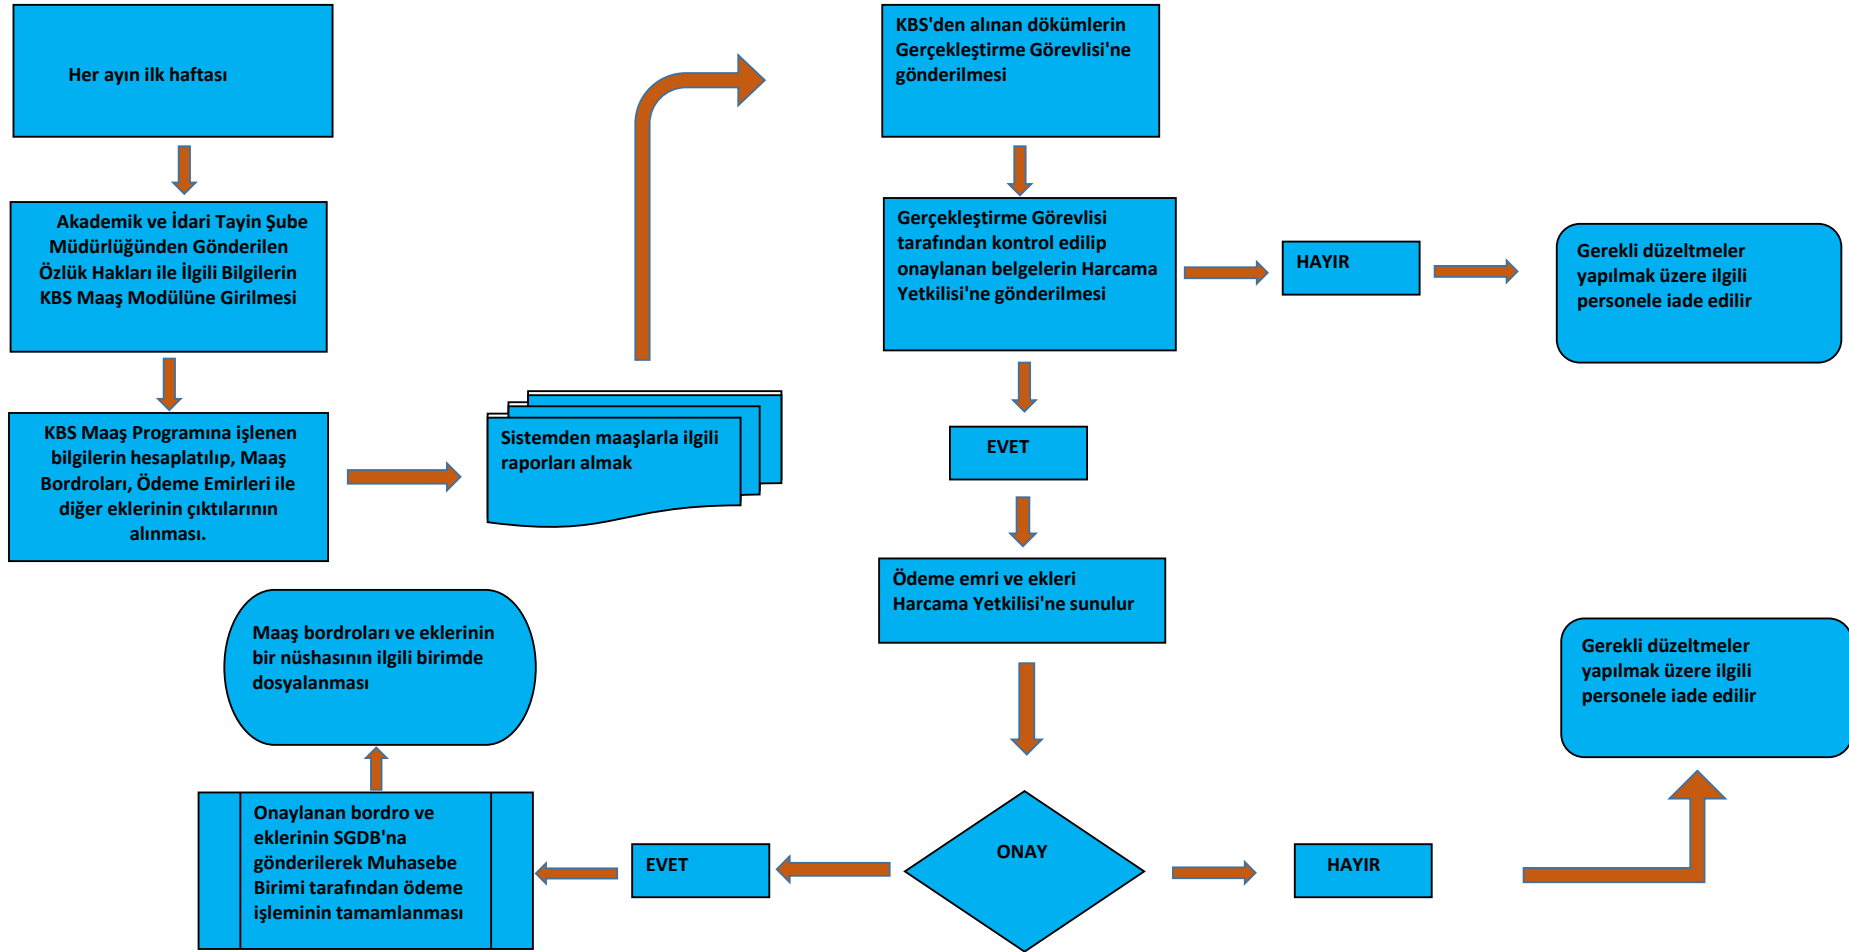 Her ayın ilk haftası
Akademik ve İdari Tayin Şube
Müdürlüğünden Gönderilen
Özlük Hakları ile İlgili Bilgilerin
KBS Maaş Modülüne Girilmesi
KBS Maaş Programına işlenen
bilgilerin hesaplatılıp, Maaş
Bordroları, Ödeme Emirleri ile
diğer eklerinin çıktılarının
alınması.
Sistemden maaşlarla ilgili
raporları almak
KBS'den alınan dökümlerin
Gerçekleştirme Görevlisi'ne
gönderilmesi
Gerçekleştirme Görevlisi
tarafından kontrol edilip
onaylanan belgelerin Harcama
Yetkilisi'ne gönderilmesi
HAYIR
Gerekli düzeltmeler
yapılmak üzere ilgili
personele iade edilir
EVET
Ödeme emri ve ekleri
Harcama Yetkilisi'ne sunulur
ONAY
HAYIR
Gerekli düzeltmeler
yapılmak üzere ilgili
personele iade edilir
EVET
Onaylanan bordro ve
eklerinin SGDB'na
gönderilerek Muhasebe
Birimi tarafından ödeme
işleminin tamamlanması
Maaş bordroları ve eklerinin
bir nüshasının ilgili birimde
dosyalanması